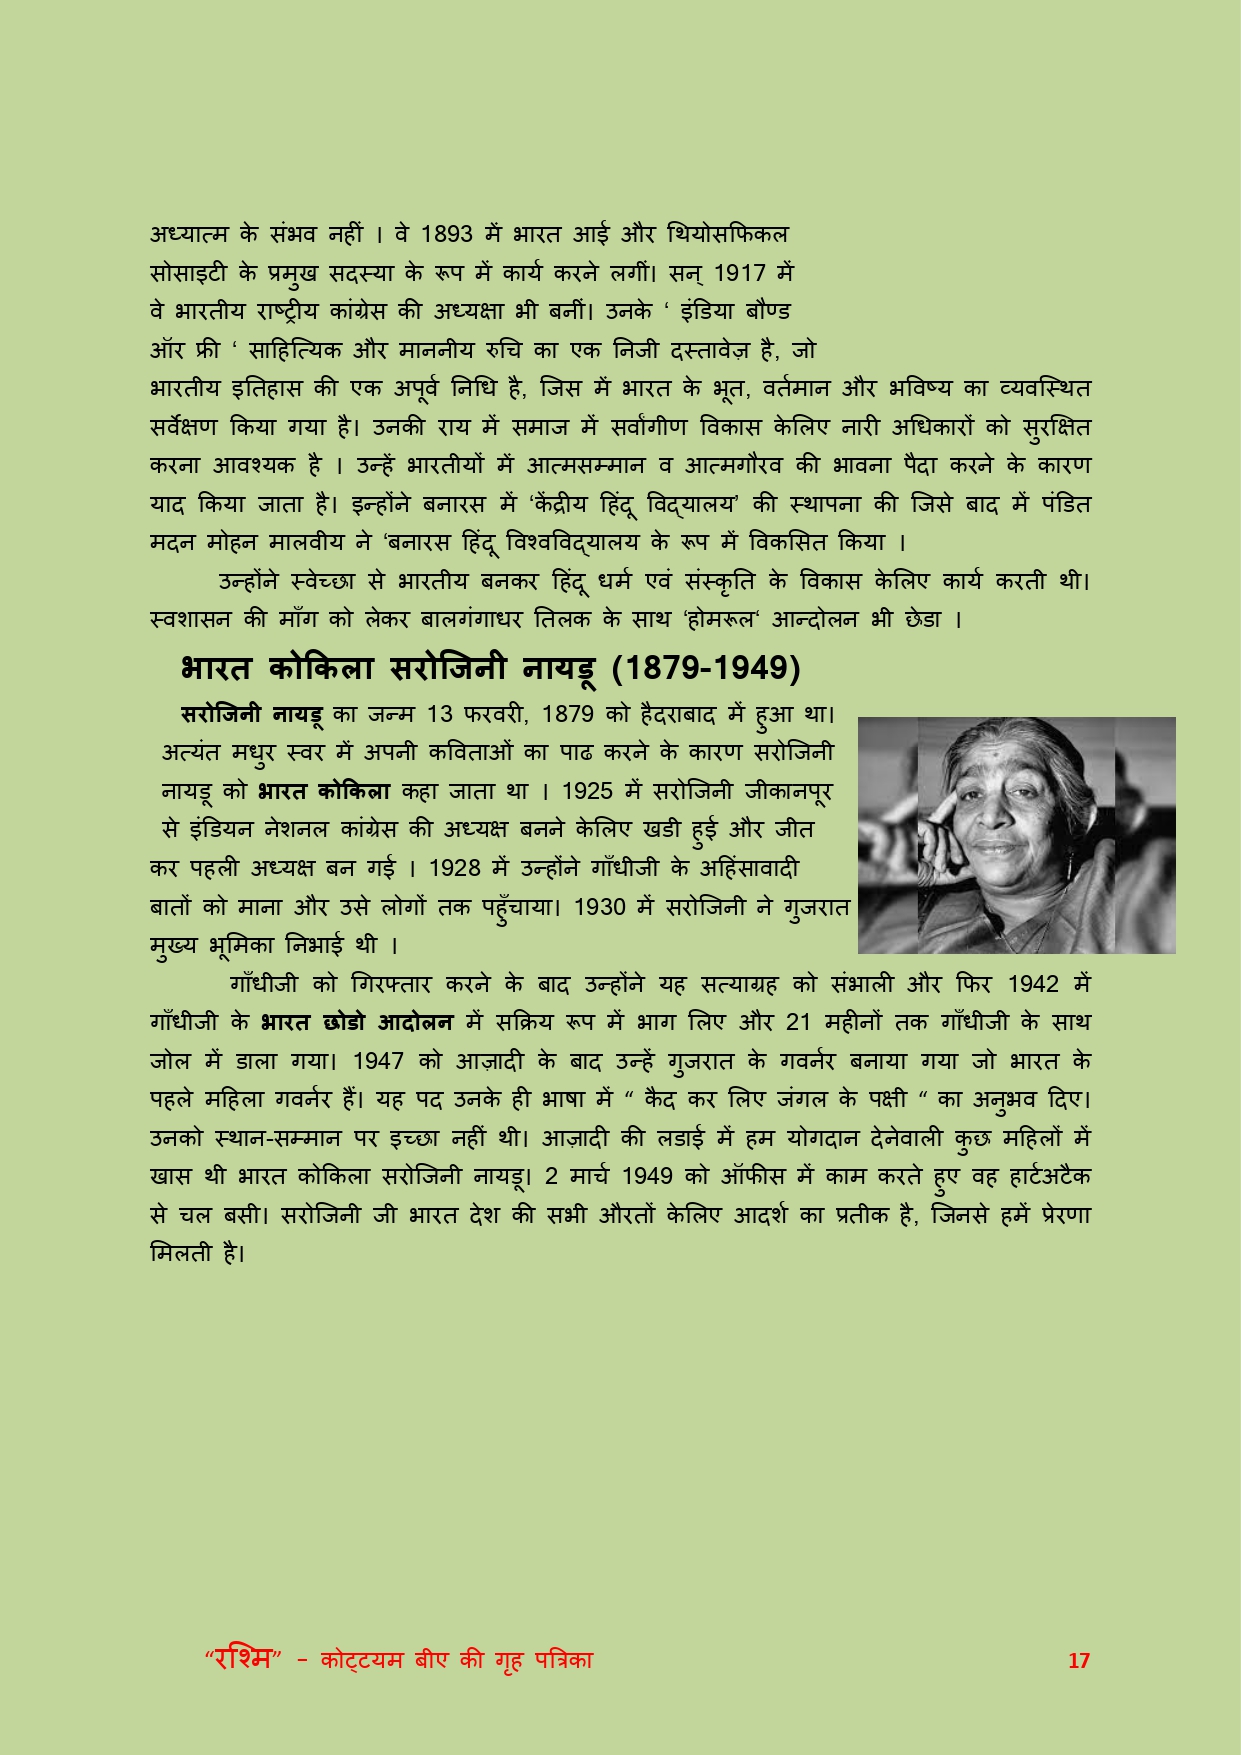 अध्यात्म के संभव नहीं । वे 1893 में भारत आई और थियोसफिकल
सोसाइटी के प्रमुख सदस्या के रूप में कार्य करने लगीं। सन् 1917 में
वे भारतीय राष्ट्रीय कांग्रेस की अध्यक्षा भी बनीं। उनके ‘ इंडिया बौण्ड
ऑर फ्री ‘ साहित्यिक और माननीय रुचि का एक निजी दस्तावेज़ है, जो
भारतीय इतिहास की एक अपूर्व निधि है, जिस में भारत के भूत, वर्तमान और भविष्य का व्यवस्थित
सर्वेक्षण किया गया है। उनकी राय में समाज में सर्वांगीण विकास केलिए नारी अधिकारों को सुरक्षित
करना आवश्यक है । उन्हें भारतीयों में आत्मसम्मान व आत्मगौरव की भावना पैदा करने के कारण
याद किया जाता है। इन्होंने बनारस में ‘केंद्रीय हिंदू विद्यालय’ की स्थापना की जिसे बाद में पंडित
मदन मोहन मालवीय ने ‘बनारस हिंदू विश्वविद्यालय के रूप में विकसित किया ।
उन्होंने स्वेच्छा से भारतीय बनकर हिंदू धर्म एवं संस्कृति के विकास केलिए कार्य करती थी।
स्वशासन की माँग को लेकर बालगंगाधर तिलक के साथ ‘होमरूल‘ आन्दोलन भी छेडा ।
भारत कोकिला सरोजिनी नायडू (1879-1949)
सरोजिनी नायडू का जन्म 13 फरवरी, 1879 को हैदराबाद में हुआ था।
अत्यंत मधुर स्वर में अपनी कविताओं का पाढ करने के कारण सरोजिनी
नायडू को भारत कोकिला कहा जाता था । 1925 में सरोजिनी जीकानपूर
से इंडियन नेशनल कांग्रेस की अध्यक्ष बनने केलिए खडी हुई और जीत
कर पहली अध्यक्ष बन गई । 1928 में उन्होंने गाँधीजी के अहिंसावादी
बातों को माना और उसे लोगों तक पहुँचाया। 1930 में सरोजिनी ने गुजरात
मुख्य भूमिका निभाई थी ।
गाँधीजी को गिरफ्तार करने के बाद उन्होंने यह सत्याग्रह को संभाली और फिर 1942 में
गाँधीजी के भारत छोडो आदोलन में सक्रिय रूप में भाग लिए और 21 महीनों तक गाँधीजी के साथ
जोल में डाला गया। 1947 को आज़ादी के बाद उन्हें गुजरात के गवर्नर बनाया गया जो भारत के
पहले महिला गवर्नर हैं। यह पद उनके ही भाषा में “ कैद कर लिए जंगल के पक्षी “ का अनुभव दिए।
उनको स्थान-सम्मान पर इच्छा नहीं थी। आज़ादी की लडाई में हम योगदान देनेवाली कुछ महिलों में
खास थी भारत कोकिला सरोजिनी नायडू। 2 मार्च 1949 को ऑफीस में काम करते हुए वह हार्टअटैक
से चल बसी। सरोजिनी जी भारत देश की सभी औरतों केलिए आदर्श का प्रतीक है, जिनसे हमें प्रेरणा
मिलती है।
“रश्मि” – कोट्टयम बीए की गृह पत्रिका 17